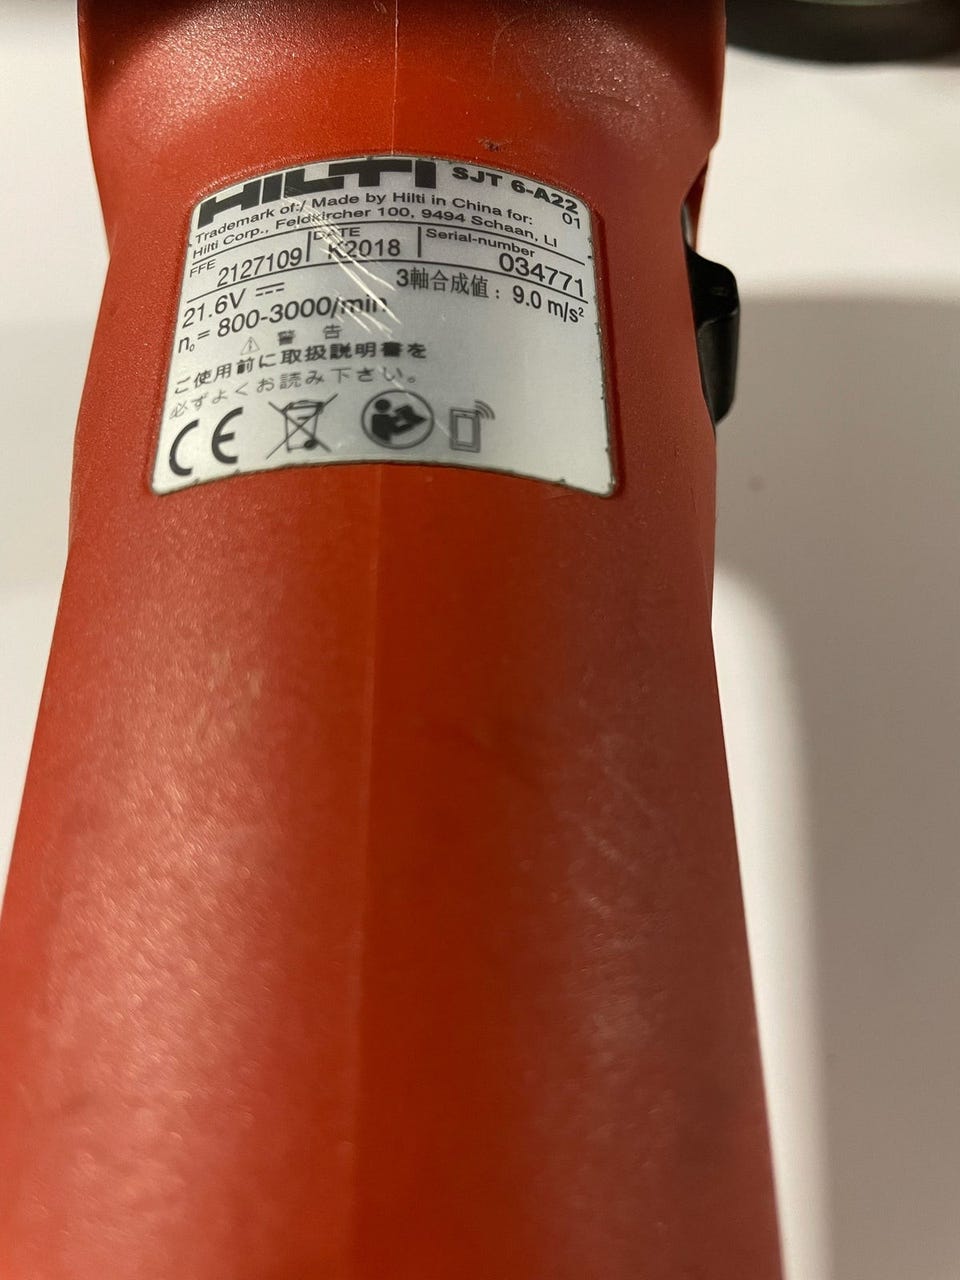 HILTI SJT 6-A22
01
Trademark of:/ Made by Hilti in China for:
Hilti Corp., Feldkircher 100, 9494 Schaan, LI
FFE 2127109 DATE K2018 Serial-number 034771
21.6V 3軸合成値 : 9.0 m/s²
n₀ = 800-3000/min
警 告
ご使用前に取扱説明書を
必ずよくお読み下さい。
CE